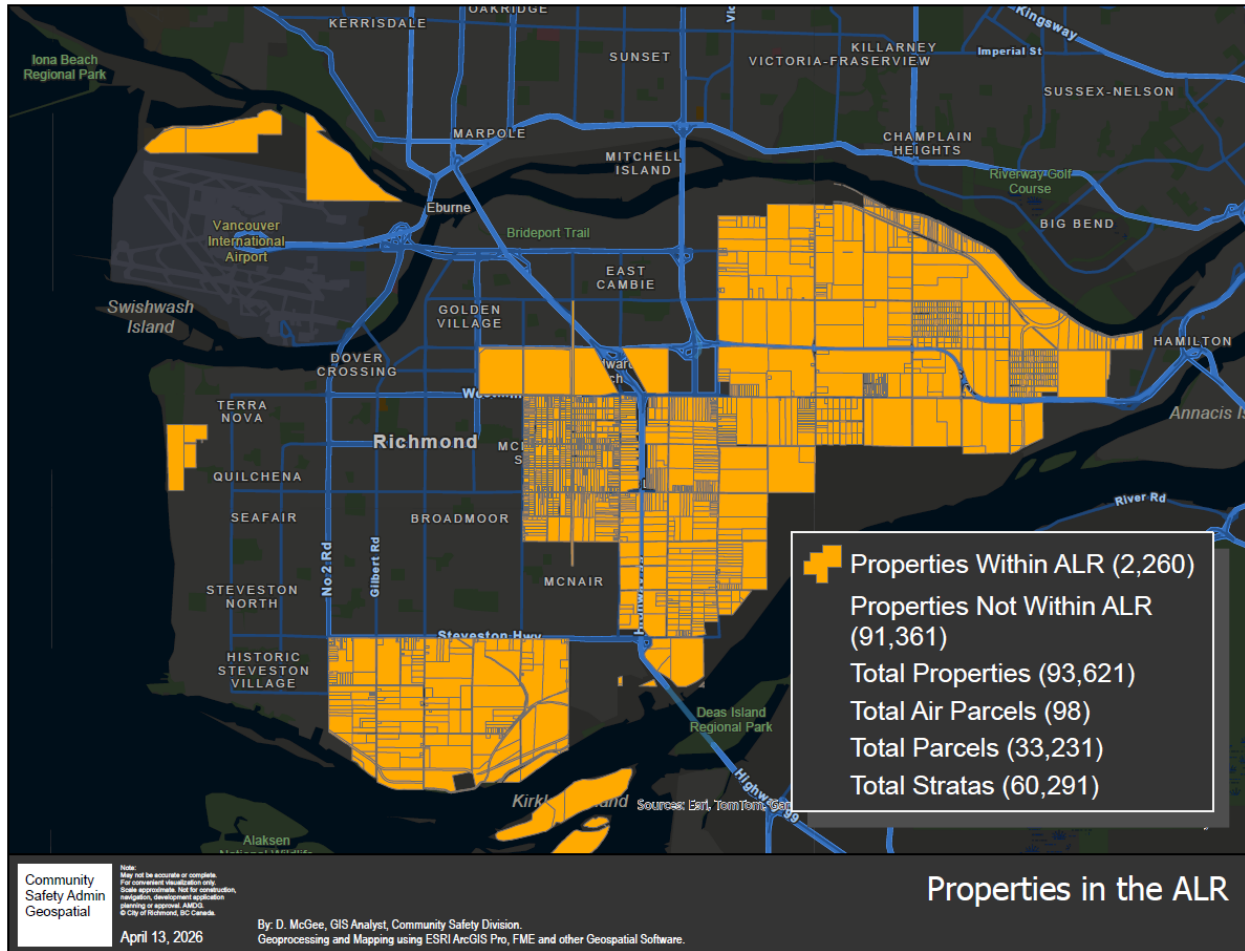 OAKRIDGE
KERRISDALE
Kingsway
Iona Beach
Regional Park
SUNSET
KILLARNEY
VICTORIA-FRASERVIEW
Imperial St
SUSSEX-NELSON
MARPOLE
MITCHELL
ISLAND
CHAMPLAIN
HEIGHTS
Riverway Golf
Course
Eburne
Vancouver
International
Airport
Brideport Trail
BIG BEND
EAST
CAMBIE
Swishwash
Island
GOLDEN
VILLAGE
HAMILTON
DOVER
CROSSING
TERRA
NOVA
Annacis Is
Richmond
QUILCHENA
SEAFAIR
BROADMOOR
River Rd
No 2 Rd
Gilbert Rd
MCNAIR
STEVESTON
NORTH
Steveston Hwy
HISTORIC
STEVESTON
VILLAGE
Deas Island
Regional Park
Highway 99
Sources: Esri, TomTom,
Alaksen
Properties Within ALR (2,260)
Properties Not Within ALR
(91,361)
Total Properties (93,621)
Total Air Parcels (98)
Total Parcels (33,231)
Total Stratas (60,291)
Community
Safety Admin
Geospatial
Note:
May not be accurate or complete.
For convenient visualization only.
Scale approximate. Not for construction,
navigation, development application
planning or approval. AMDG.
© City of Richmond, BC Canada.
April 13, 2026
By: D. McGee, GIS Analyst, Community Safety Division.
Geoprocessing and Mapping using ESRI ArcGIS Pro, FME and other Geospatial Software.
Properties in the ALR